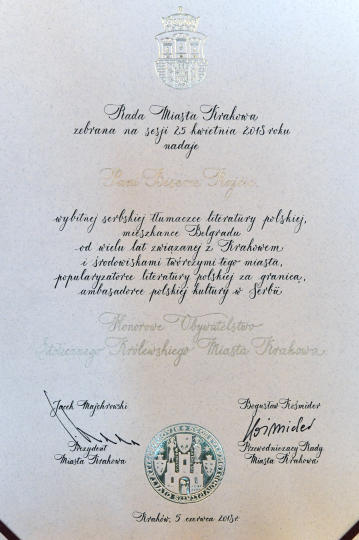 Rada Miasta Krakowa
zebrana na sesji 25 kwietnia 2018 roku
nadaje
Pani Biserce Rajčić
wybitnej serbskiej tłumaczce literatury polskiej,
mieszkance Belgradu
od wielu lat związanej z Krakowem
i środowiskami twórczymi tego miasta,
popularyzatorce literatury polskiej za granicą,
ambasadorce polskiej kultury w Serbii
Honorowe Obywatelstwo
Stołecznego Królewskiego Miasta Krakowa
Jacek Majchrowski
Prezydent
Miasta Krakowa
Bogusław Kośmider
Przewodniczący Rady
Miasta Krakowa
Kraków, 5 czerwca 2018 r.